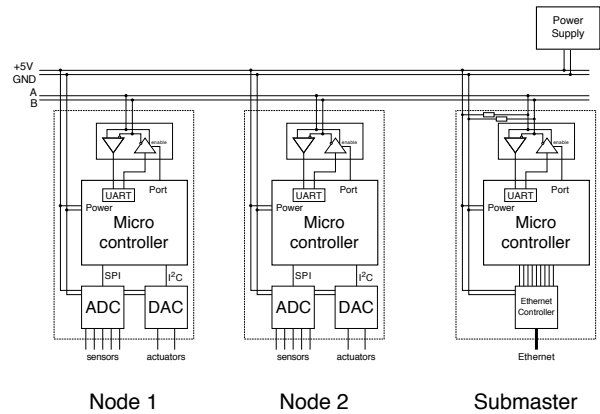 Power
Supply
+5V
GND
A
B
enable
UART
Port
Power
Micro
controller
SPI
I²C
ADC
DAC
sensors
actuators
Node 1
enable
UART
Port
Power
Micro
controller
SPI
I²C
ADC
DAC
sensors
actuators
Node 2
enable
UART
Port
Power
Micro
controller
Ethernet
Controller
Ethernet
Submaster